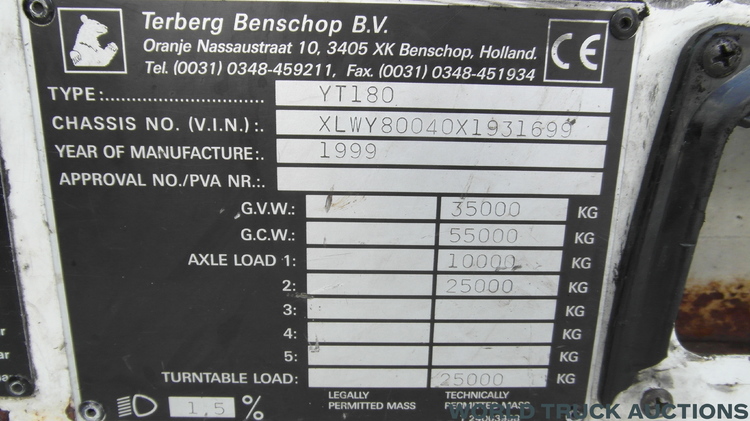 Terberg Benschop B.V.
Oranje Nassaustraat 10, 3405 XK Benschop, Holland.
Tel. (0031) 0348-459211, Fax. (0031) 0348-451934
CE
TYPE:............................ YT180
CHASSIS NO. (V.I.N.):. XLWY80040X1931699
YEAR OF MANUFACTURE:. 1999
APPROVAL NO./PVA NR.:.
G.V.W.: 35000 KG
G.C.W.: 55000 KG
AXLE LOAD 1: 10000 KG
2: 25000 KG
3: KG
4: KG
5: KG
TURNTABLE LOAD: 25000 KG
1,5 %
LEGALLY PERMITTED MASS
TECHNICALLY PERMITTED MASS
WORLD TRUCK AUCTIONS